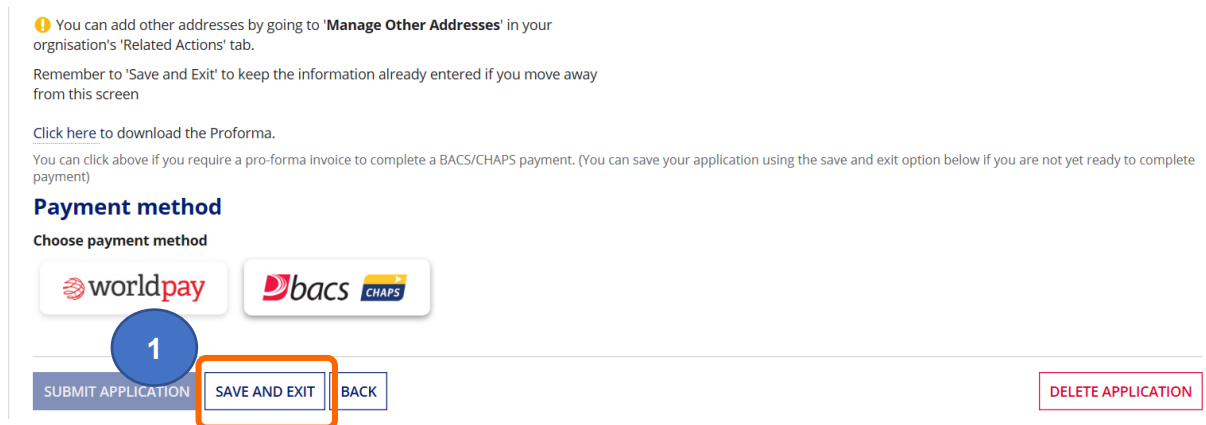 You can add other addresses by going to 'Manage Other Addresses' in your
orgnisation's 'Related Actions' tab.
Remember to 'Save and Exit' to keep the information already entered if you move away
from this screen
Click here to download the Proforma.
You can click above if you require a pro-forma invoice to complete a BACS/CHAPS payment. (You can save your application using the save and exit option below if you are not yet ready to complete
payment)
Payment method
Choose payment method
worldpay bacs CHAPS
1
SUBMIT APPLICATION SAVE AND EXIT BACK DELETE APPLICATION